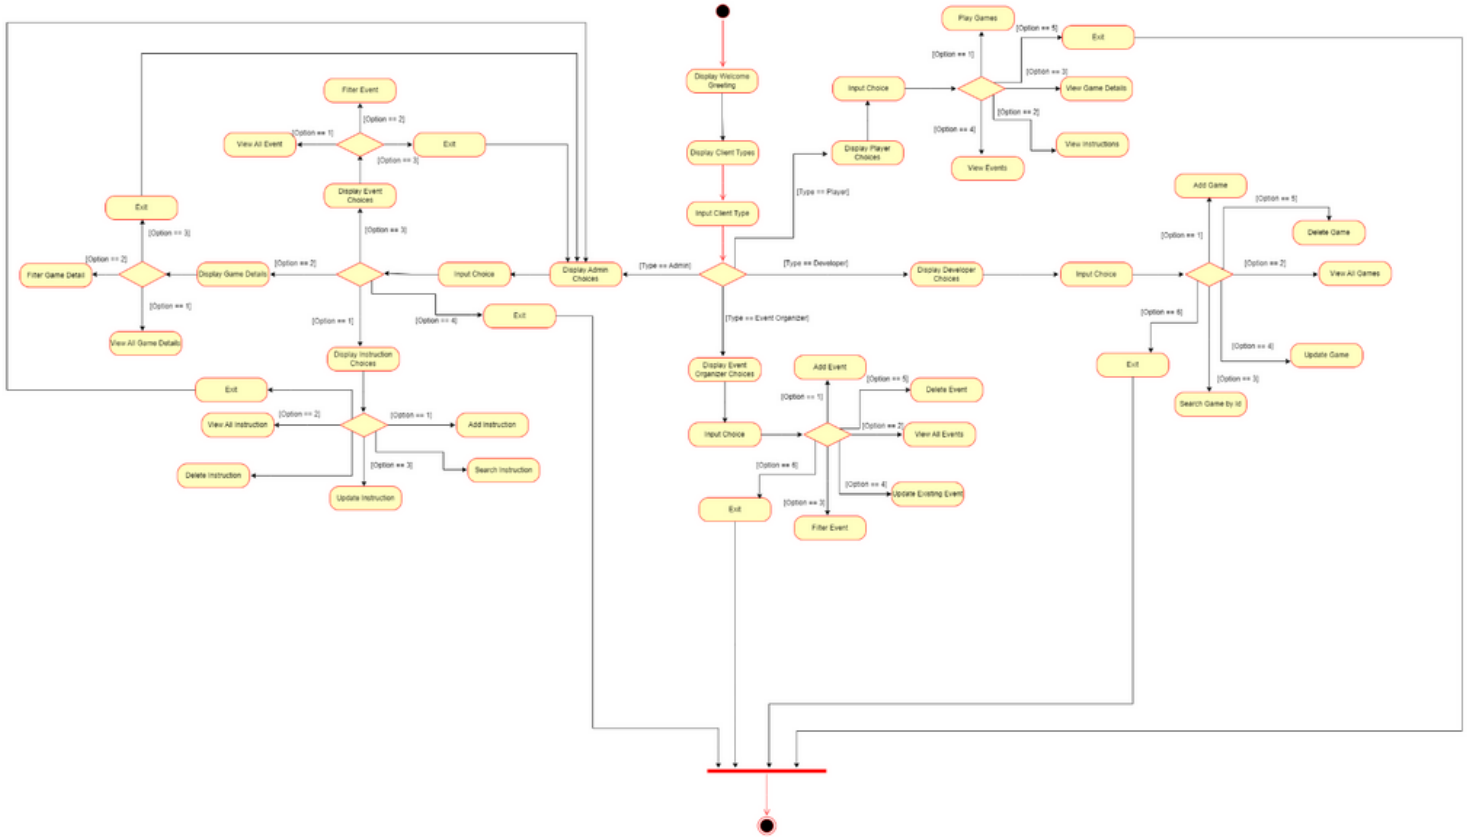 Play Games
[Option == 5]
Exit
[Option == 1]
Display Welcome
Greeting
Input Choice
[Option == 3]
View Game Details
Filter Event
[Option == 2]
[Option == 2]
[Option == 4]
[Option == 1]
View All Event
Exit
[Option == 3]
Display Client Types
Display Player
Choices
View Instructions
View Events
Display Event
Choices
[Type == Player]
Add Game
[Option == 5]
Exit
Input Client Type
[Option == 3]
[Option == 3]
[Option == 1]
Delete Game
[Option == 2]
Filter Game Detail
Display Game Details
[Option == 2]
Input Choice
Display Admin
Choices
[Type == Admin]
[Type == Developer]
Display Developer
Choices
Input Choice
[Option == 2]
View All Games
[Option == 1]
[Option == 1]
[Option == 4]
Exit
[Type == Event Organizer]
[Option == 6]
View All Game Details
Display Instruction
Choices
[Option == 4]
Update Game
Display Event
Organizer Choices
Add Event
Exit
[Option == 5]
[Option == 3]
Exit
[Option == 1]
Delete Event
Search Game by Id
[Option == 2]
[Option == 1]
View All Instruction
Add Instruction
Input Choice
[Option == 2]
View All Events
[Option == 3]
[Option == 6]
Delete Instruction
Search Instruction
[Option == 4]
Update Existing Event
Update Instruction
Exit
[Option == 3]
Filter Event